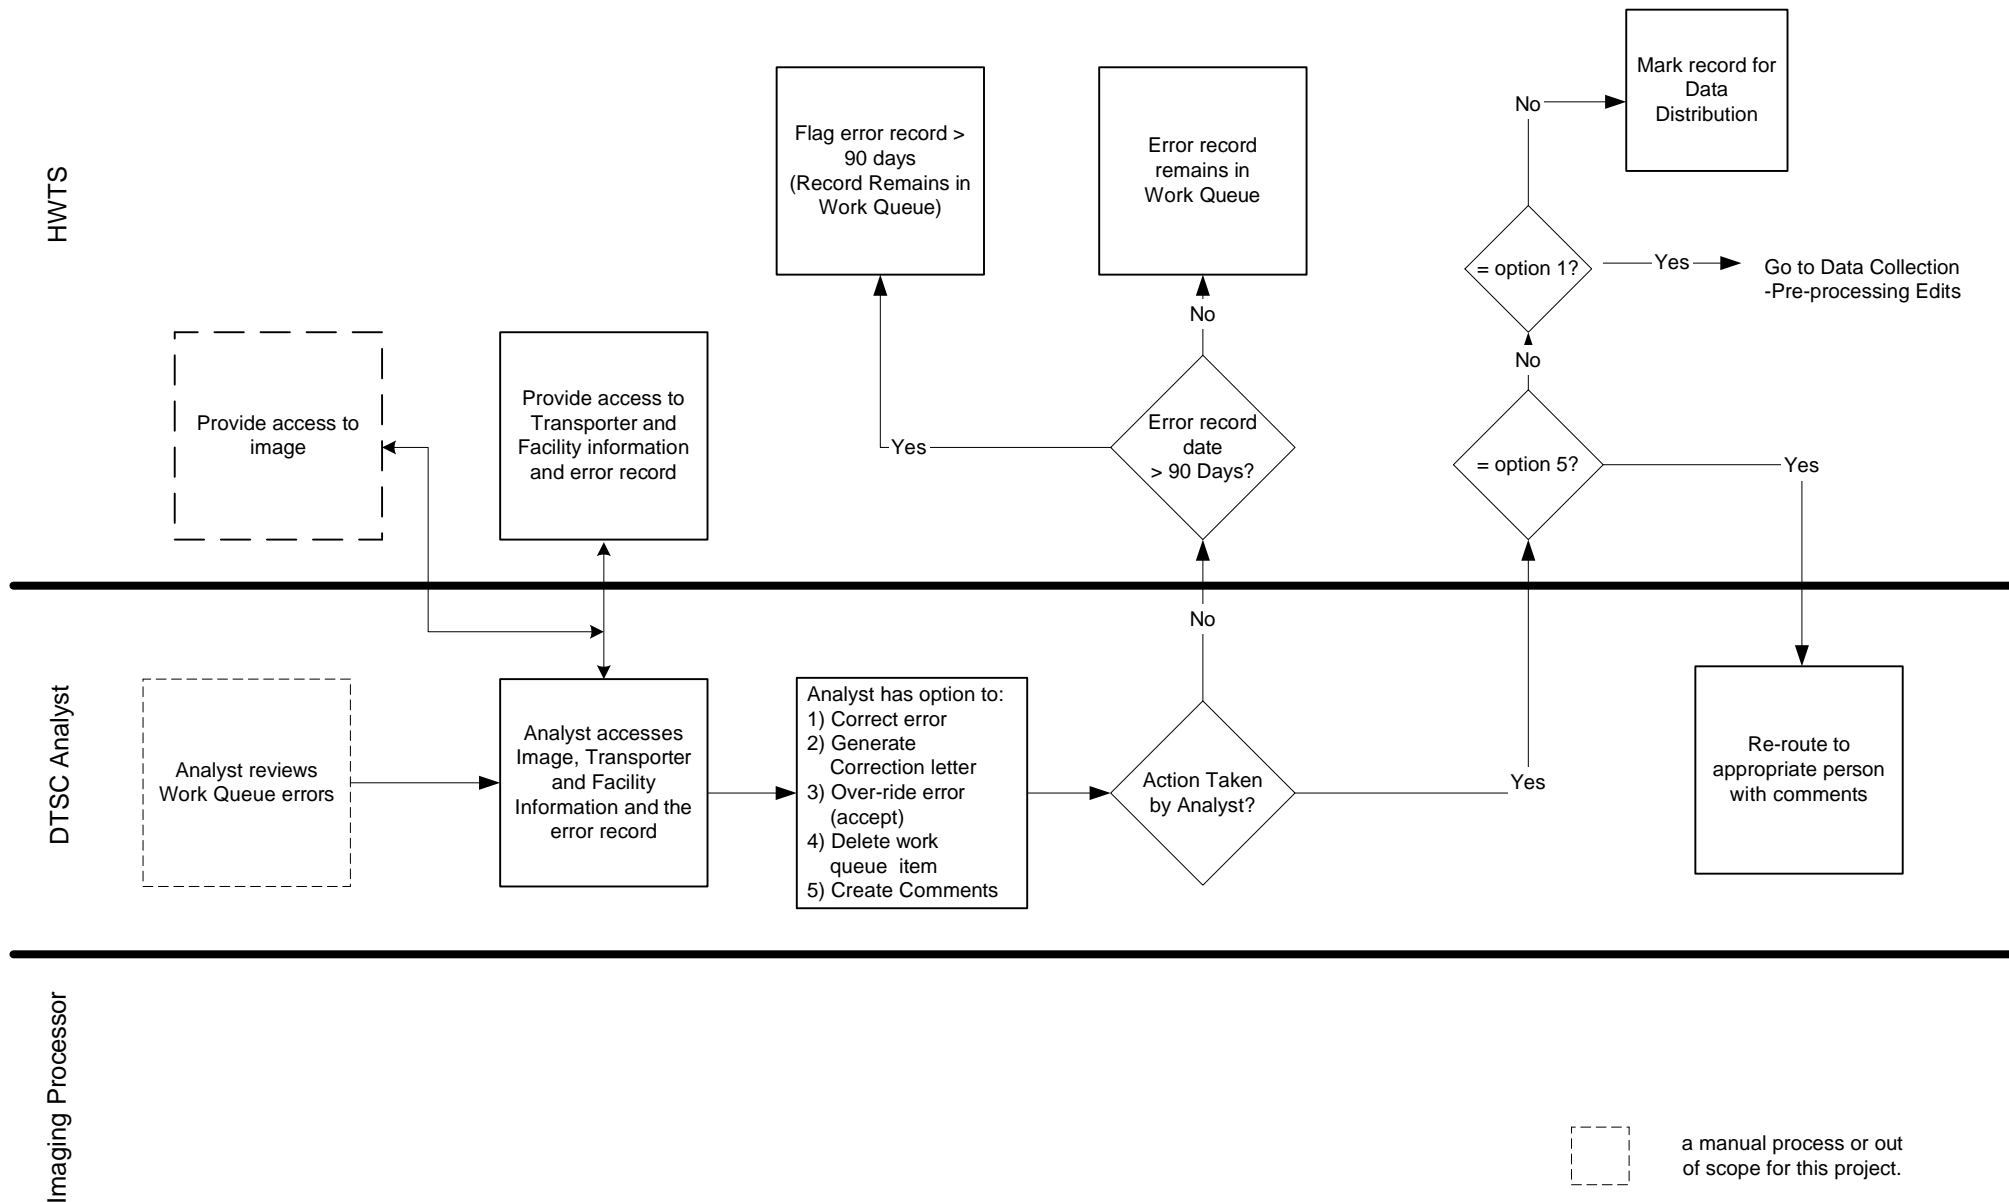 HWTS
Mark record for
Data
Distribution
No
Flag error record >
90 days
(Record Remains in
Work Queue)
Error record
remains in
Work Queue
= option 1?
Yes
Go to Data Collection
-Pre-processing Edits
No
No
Provide access to
image
Provide access to
Transporter and
Facility information
and error record
Yes
Error record
date
> 90 Days?
= option 5?
Yes
DTSC Analyst
No
Analyst reviews
Work Queue errors
Analyst accesses
Image, Transporter
and Facility
Information and the
error record
Analyst has option to:
1) Correct error
2) Generate
Correction letter
3) Over-ride error
(accept)
4) Delete work
queue item
5) Create Comments
Action Taken
by Analyst?
Yes
Re-route to
appropriate person
with comments
Imaging Processor
a manual process or out
of scope for this project.